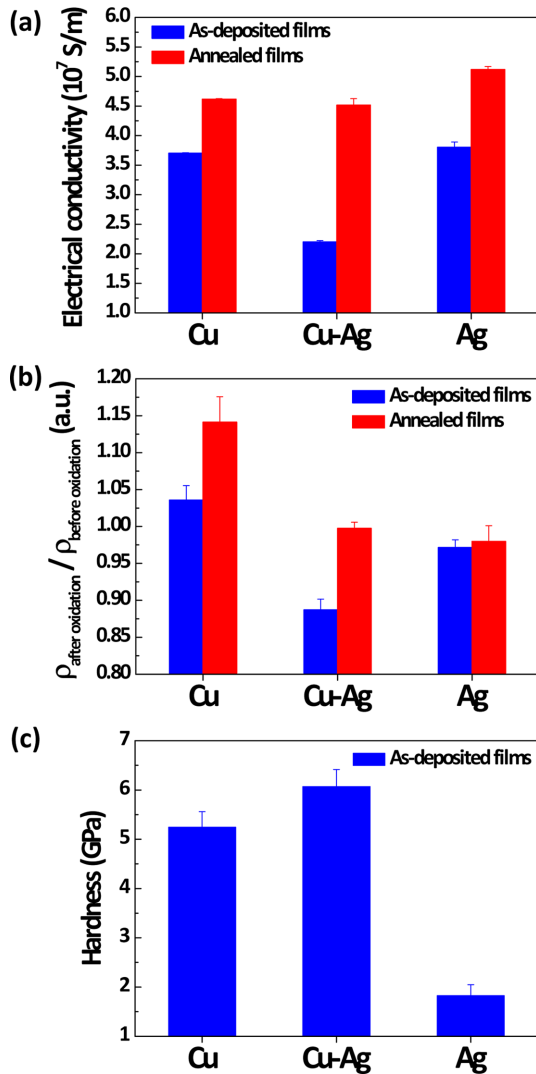 (a)
Electrical conductivity (10⁷ S/m)
6.0
5.5
5.0
4.5
4.0
3.5
3.0
2.5
2.0
1.5
1.0
As-deposited films
Annealed films
Cu Cu-Ag Ag
(b)
ρafter oxidation / ρbefore oxidation (a.u.)
1.20
1.15
1.10
1.05
1.00
0.95
0.90
0.85
0.80
As-deposited films
Annealed films
Cu Cu-Ag Ag
(c)
Hardness (GPa)
7
6
5
4
3
2
1
As-deposited films
Cu Cu-Ag Ag